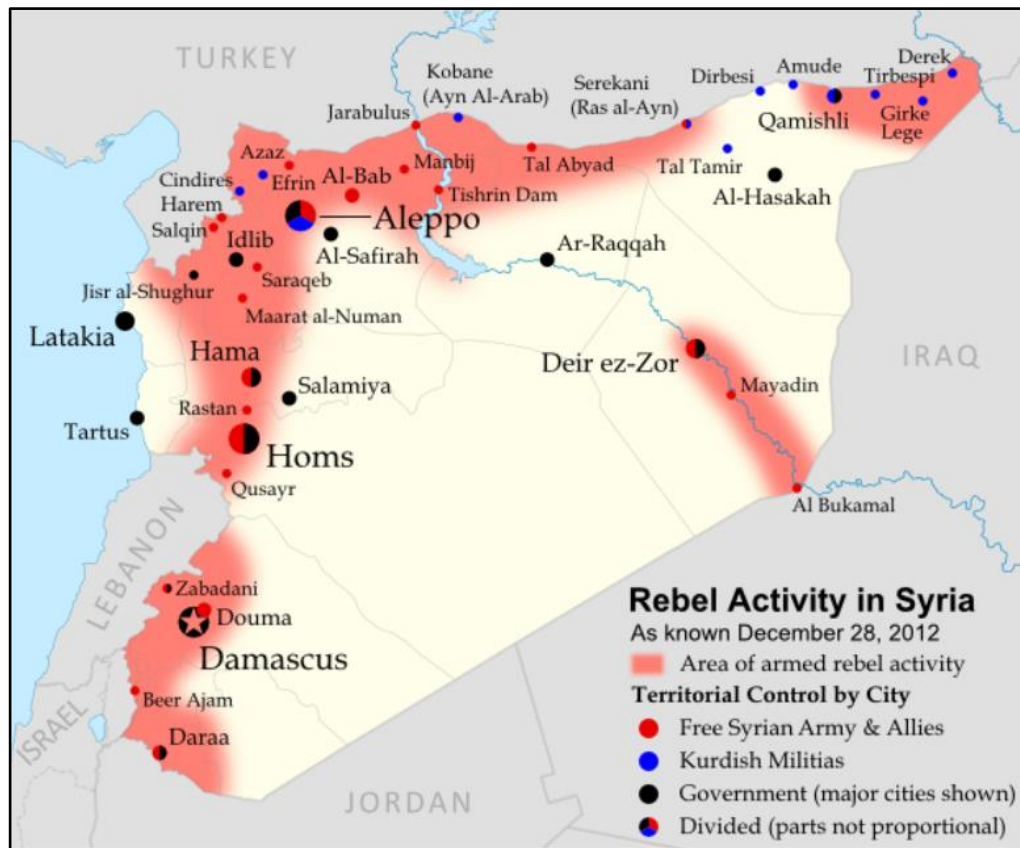 TURKEY
Derek
Amude
Tirbespi
Dirbesi
Kobane
(Ayn Al-Arab)
Serekani
(Ras al-Ayn)
Jarabulus
Qamishli
Girke
Lege
Azaz
Al-Bab
Manbij
Tal Abyad
Tal Tamir
Cindires
Efrin
Tishrin Dam
Al-Hasakah
Harem
Aleppo
Salqin
Idlib
Al-Safirah
Ar-Raqqah
Saraqeb
Jisr al-Shughur
Maarat al-Numan
Latakia
Hama
Deir ez-Zor
IRAQ
Salamiya
Mayadin
Rastan
Tartus
Homs
Qusayr
Al Bukamal
LEBANON
Zabadani
Douma
Damascus
Beer Ajam
ISRAEL
Daraa
JORDAN
Rebel Activity in Syria
As known December 28, 2012
Area of armed rebel activity
Territorial Control by City
Free Syrian Army & Allies
Kurdish Militias
Government (major cities shown)
Divided (parts not proportional)